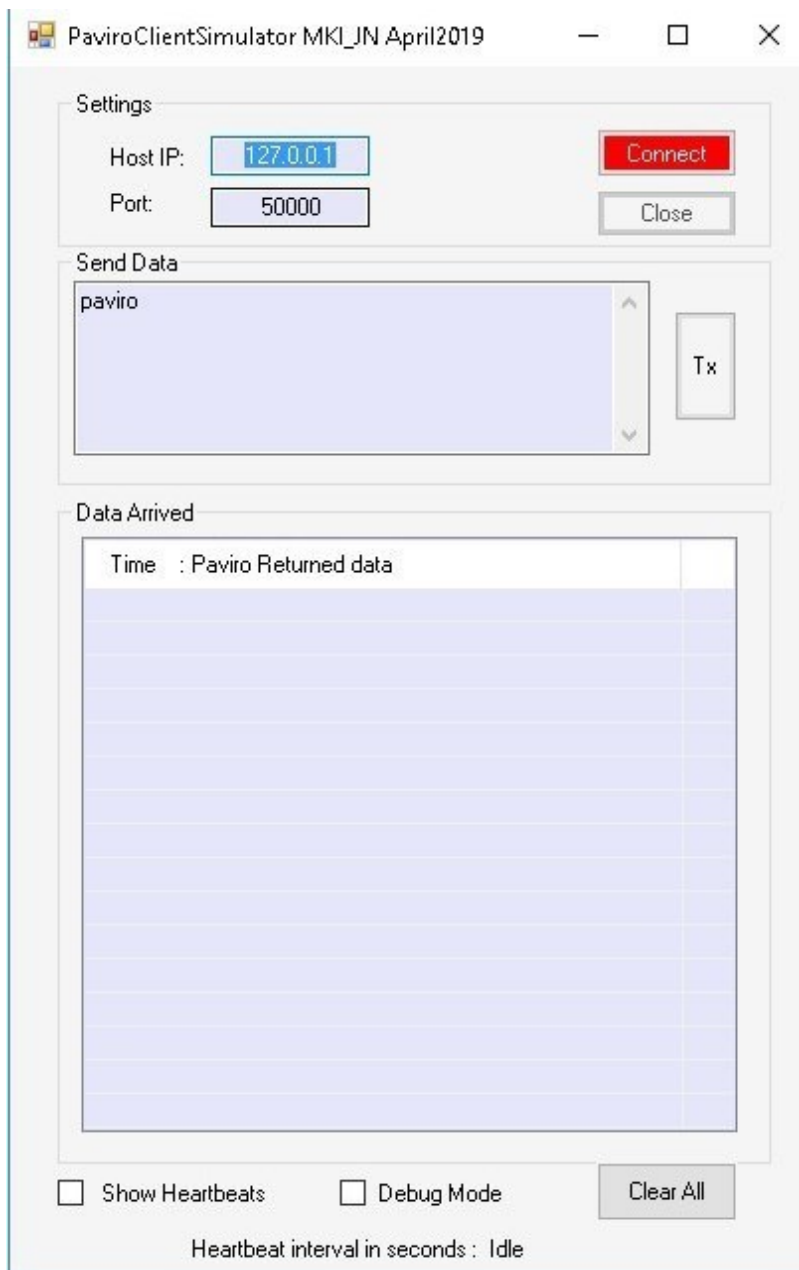 PaviroClientSimulator MKI_JN April2019
Settings
Host IP: 127.0.0.1 Connect
Port: 50000 Close
Send Data
paviro
Tx
Data Arrived
Time : Paviro Returned data
Show Heartbeats Debug Mode Clear All
Heartbeat interval in seconds : Idle